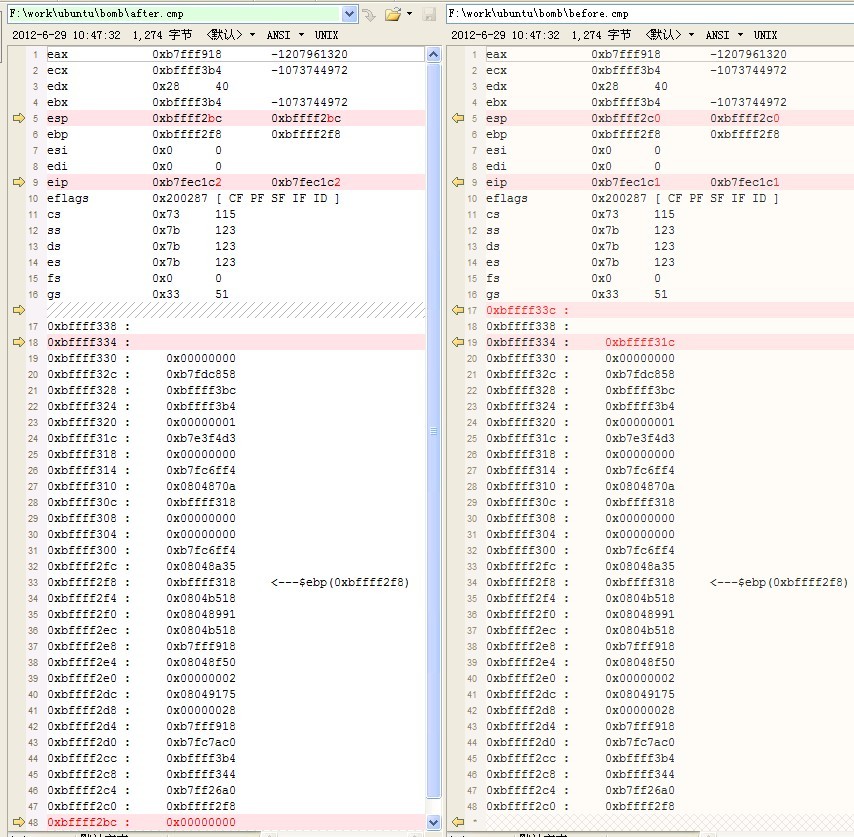 F:\work\ubuntu\bomb\after.cmp
2012-6-29 10:47:32 1,274 字节 <默认> ANSI UNIX
1 eax 0xb7fff918 -1207961320
2 ecx 0xbffff3b4 -1073744972
3 edx 0x28 40
4 ebx 0xbffff3b4 -1073744972
5 esp 0xbffff2bc 0xbffff2bc
6 ebp 0xbffff2f8 0xbffff2f8
7 esi 0x0 0
8 edi 0x0 0
9 eip 0xb7fec1c2 0xb7fec1c2
10 eflags 0x200287 [ CF PF SF IF ID ]
11 cs 0x73 115
12 ss 0x7b 123
13 ds 0x7b 123
14 es 0x7b 123
15 fs 0x0 0
16 gs 0x33 51
17 0xbffff338 :
18 0xbffff334 :
19 0xbffff330 : 0x00000000
20 0xbffff32c : 0xb7fdc858
21 0xbffff328 : 0xbffff3bc
22 0xbffff324 : 0xbffff3b4
23 0xbffff320 : 0x00000001
24 0xbffff31c : 0xb7e3f4d3
25 0xbffff318 : 0x00000000
26 0xbffff314 : 0xb7fc6ff4
27 0xbffff310 : 0x0804870a
28 0xbffff30c : 0xbffff318
29 0xbffff308 : 0x00000000
30 0xbffff304 : 0x00000000
31 0xbffff300 : 0xb7fc6ff4
32 0xbffff2fc : 0x08048a35
33 0xbffff2f8 : 0xbffff318 <---$ebp(0xbffff2f8)
34 0xbffff2f4 : 0x0804b518
35 0xbffff2f0 : 0x08048991
36 0xbffff2ec : 0x0804b518
37 0xbffff2e8 : 0xb7fff918
38 0xbffff2e4 : 0x08048f50
39 0xbffff2e0 : 0x00000002
40 0xbffff2dc : 0x08049175
41 0xbffff2d8 : 0x00000028
42 0xbffff2d4 : 0xb7fff918
43 0xbffff2d0 : 0xb7fc7ac0
44 0xbffff2cc : 0xbffff3b4
45 0xbffff2c8 : 0xbffff344
46 0xbffff2c4 : 0xb7ff26a0
47 0xbffff2c0 : 0xbffff2f8
48 0xbffff2bc : 0x00000000
F:\work\ubuntu\bomb\before.cmp
2012-6-29 10:47:32 1,274 字节 <默认> ANSI UNIX
1 eax 0xb7fff918 -1207961320
2 ecx 0xbffff3b4 -1073744972
3 edx 0x28 40
4 ebx 0xbffff3b4 -1073744972
5 esp 0xbffff2c0 0xbffff2c0
6 ebp 0xbffff2f8 0xbffff2f8
7 esi 0x0 0
8 edi 0x0 0
9 eip 0xb7fec1c1 0xb7fec1c1
10 eflags 0x200287 [ CF PF SF IF ID ]
11 cs 0x73 115
12 ss 0x7b 123
13 ds 0x7b 123
14 es 0x7b 123
15 fs 0x0 0
16 gs 0x33 51
17 0xbffff33c :
18 0xbffff338 :
19 0xbffff334 : 0xbffff31c
20 0xbffff330 : 0x00000000
21 0xbffff32c : 0xb7fdc858
22 0xbffff328 : 0xbffff3bc
23 0xbffff324 : 0xbffff3b4
24 0xbffff320 : 0x00000001
25 0xbffff31c : 0xb7e3f4d3
26 0xbffff318 : 0x00000000
27 0xbffff314 : 0xb7fc6ff4
28 0xbffff310 : 0x0804870a
29 0xbffff30c : 0xbffff318
30 0xbffff308 : 0x00000000
31 0xbffff304 : 0x00000000
32 0xbffff300 : 0xb7fc6ff4
33 0xbffff2fc : 0x08048a35
34 0xbffff2f8 : 0xbffff318 <---$ebp(0xbffff2f8)
35 0xbffff2f4 : 0x0804b518
36 0xbffff2f0 : 0x08048991
37 0xbffff2ec : 0x0804b518
38 0xbffff2e8 : 0xb7fff918
39 0xbffff2e4 : 0x08048f50
40 0xbffff2e0 : 0x00000002
41 0xbffff2dc : 0x08049175
42 0xbffff2d8 : 0x00000028
43 0xbffff2d4 : 0xb7fff918
44 0xbffff2d0 : 0xb7fc7ac0
45 0xbffff2cc : 0xbffff3b4
46 0xbffff2c8 : 0xbffff344
47 0xbffff2c4 : 0xb7ff26a0
48 0xbffff2c0 : 0xbffff2f8